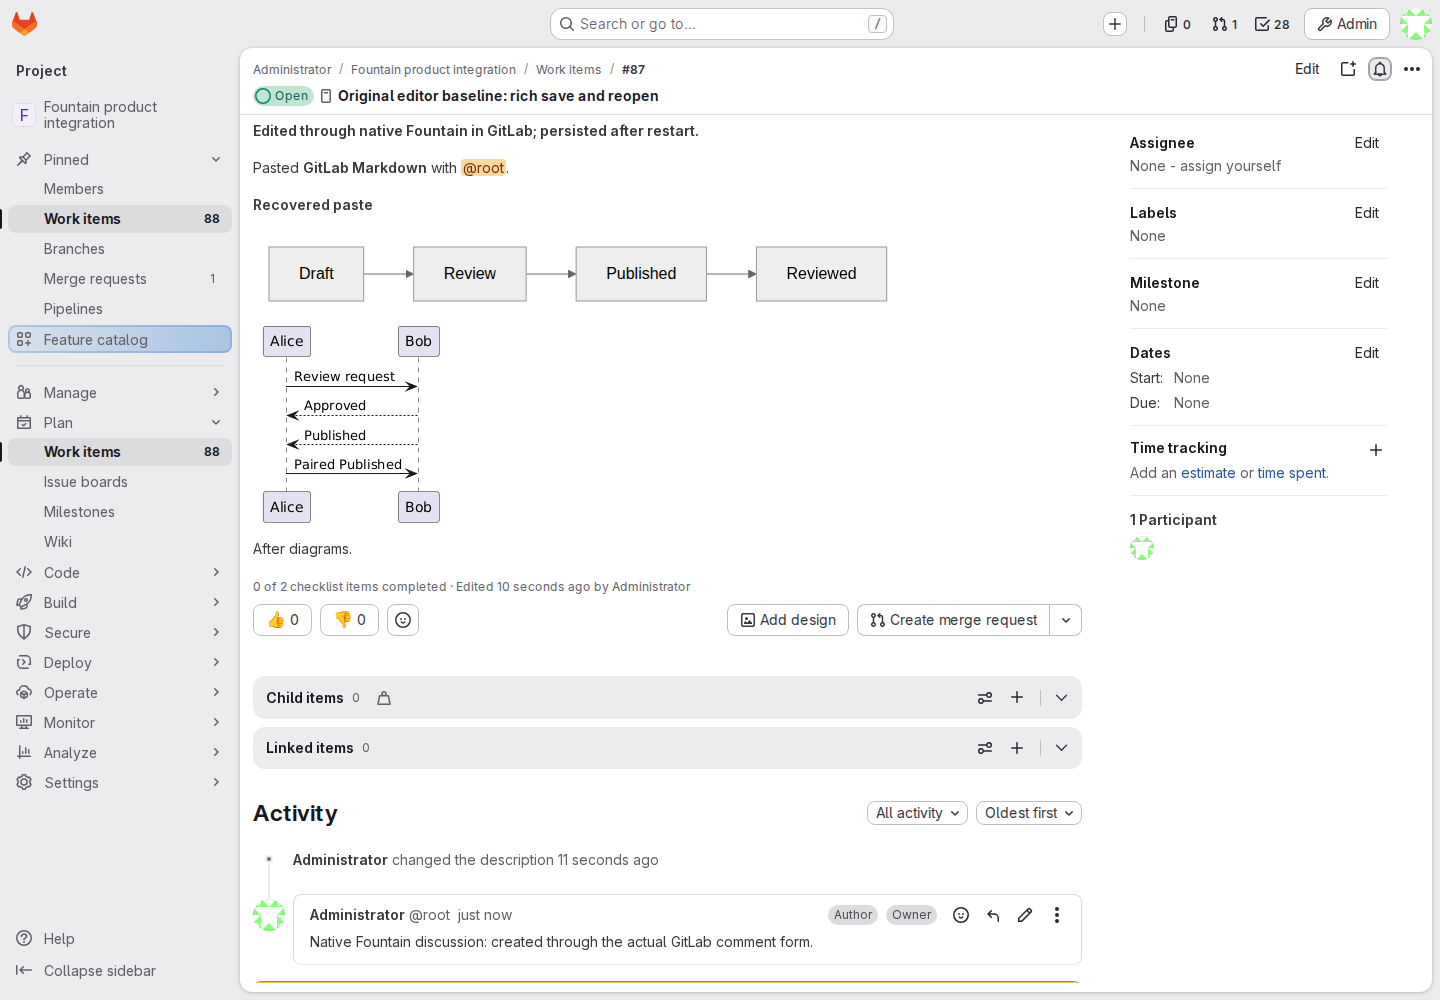 Search or go to...
/
0
1
28
Admin
Project
F
Fountain product
integration
Pinned
Members
Work items
88
Branches
Merge requests
1
Pipelines
Feature catalog
Manage
Plan
Work items
88
Issue boards
Milestones
Wiki
Code
Build
Secure
Deploy
Operate
Monitor
Analyze
Settings
Help
Collapse sidebar
Administrator / Fountain product integration / Work items / #87
Edit
Open
Original editor baseline: rich save and reopen
Edited through native Fountain in GitLab; persisted after restart.
Pasted GitLab Markdown with @root.
Recovered paste
Draft
Review
Published
Reviewed
Alice
Bob
Review request
Approved
Published
Paired Published
Alice
Bob
After diagrams.
0 of 2 checklist items completed · Edited 10 seconds ago by Administrator
👍 0
👎 0
Add design
Create merge request
Child items 0
Linked items 0
Activity
All activity
Oldest first
Administrator changed the description 11 seconds ago
Administrator @root just now
Author
Owner
Native Fountain discussion: created through the actual GitLab comment form.
Assignee
Edit
None - assign yourself
Labels
Edit
None
Milestone
Edit
None
Dates
Edit
Start: None
Due: None
Time tracking
Add an estimate or time spent.
1 Participant